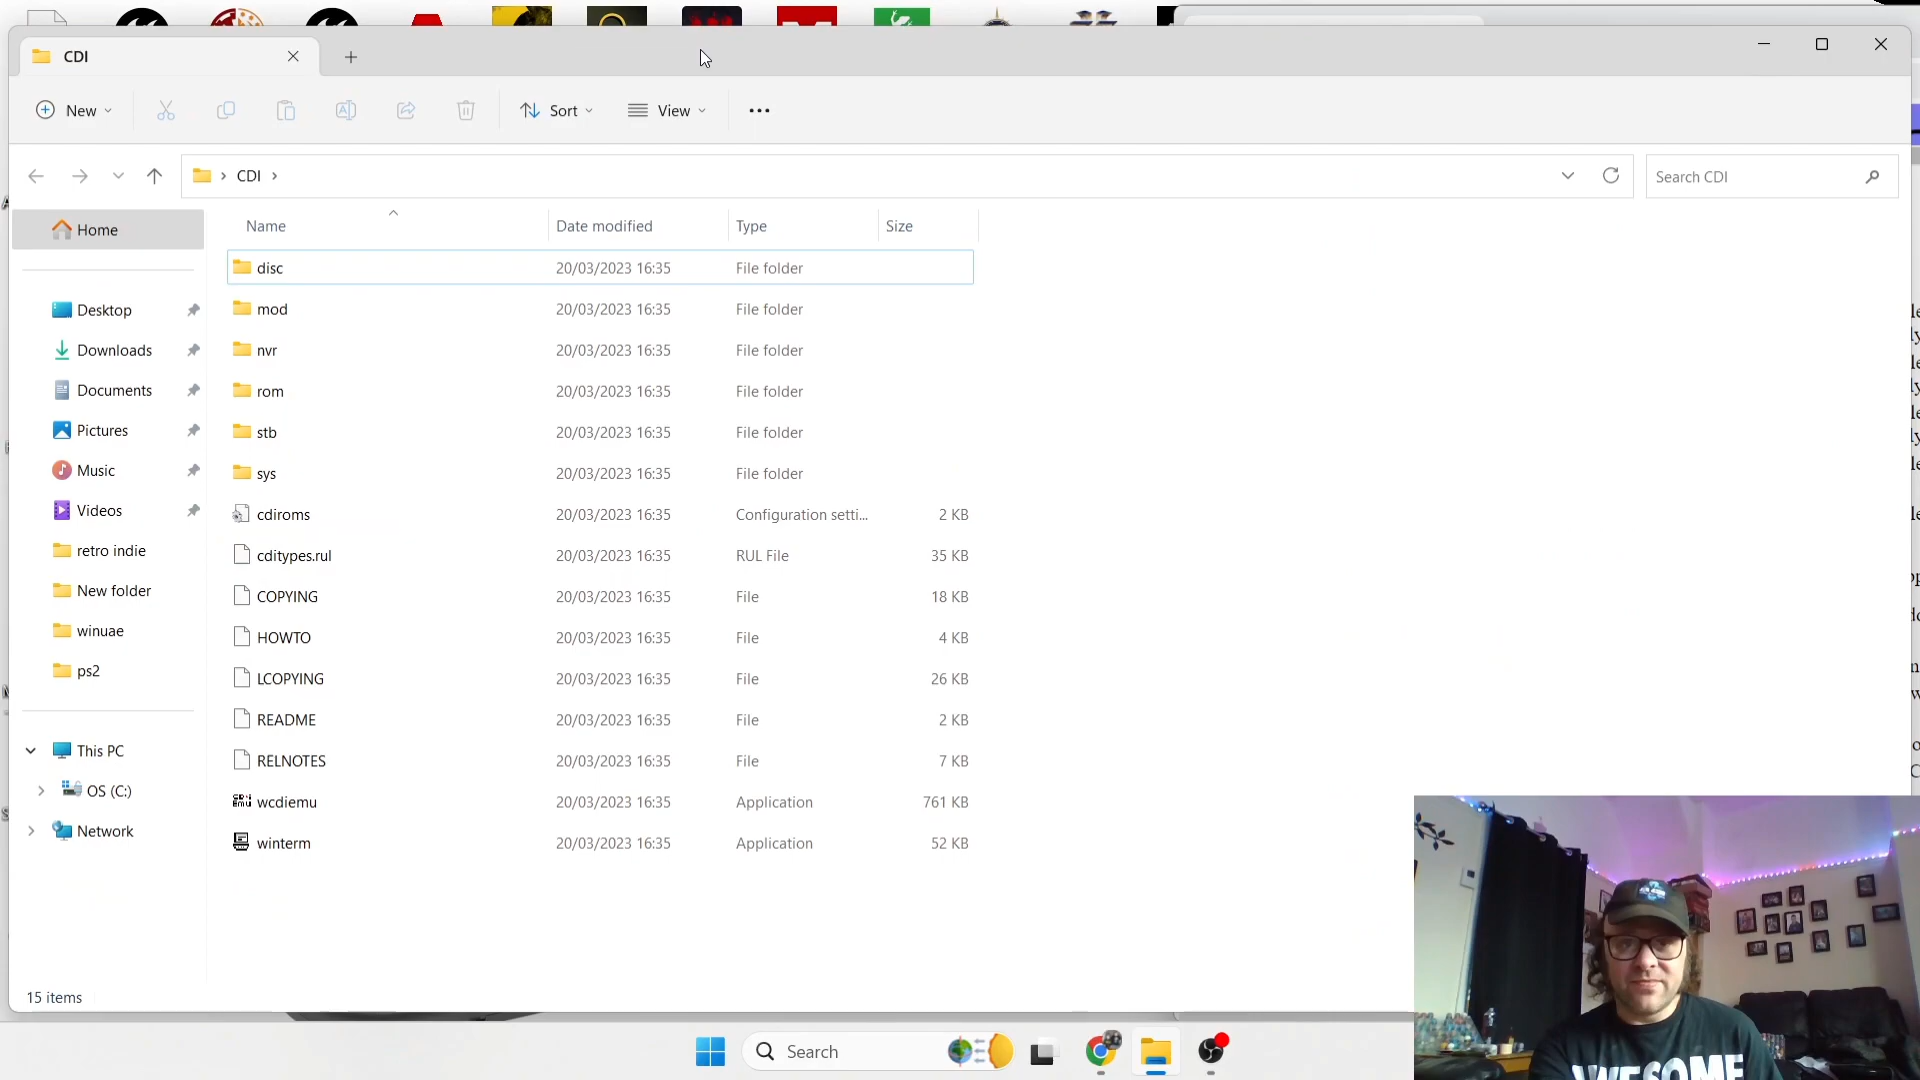 CDI
New
Sort
View
CDI
Search CDI
Home
Name
Date modified
Type
Size
disc 20/03/2023 16:35 File folder
mod 20/03/2023 16:35 File folder
nvr 20/03/2023 16:35 File folder
rom 20/03/2023 16:35 File folder
stb 20/03/2023 16:35 File folder
sys 20/03/2023 16:35 File folder
cdiroms 20/03/2023 16:35 Configuration setti... 2 KB
cditypes.rul 20/03/2023 16:35 RUL File 35 KB
COPYING 20/03/2023 16:35 File 18 KB
HOWTO 20/03/2023 16:35 File 4 KB
LCOPYING 20/03/2023 16:35 File 26 KB
README 20/03/2023 16:35 File 2 KB
RELNOTES 20/03/2023 16:35 File 7 KB
wcdiemu 20/03/2023 16:35 Application 761 KB
winterm 20/03/2023 16:35 Application 52 KB
Desktop
Downloads
Documents
Pictures
Music
Videos
retro indie
New folder
winuae
ps2
This PC
OS (C:)
Network
15 items
Search
AWESOME